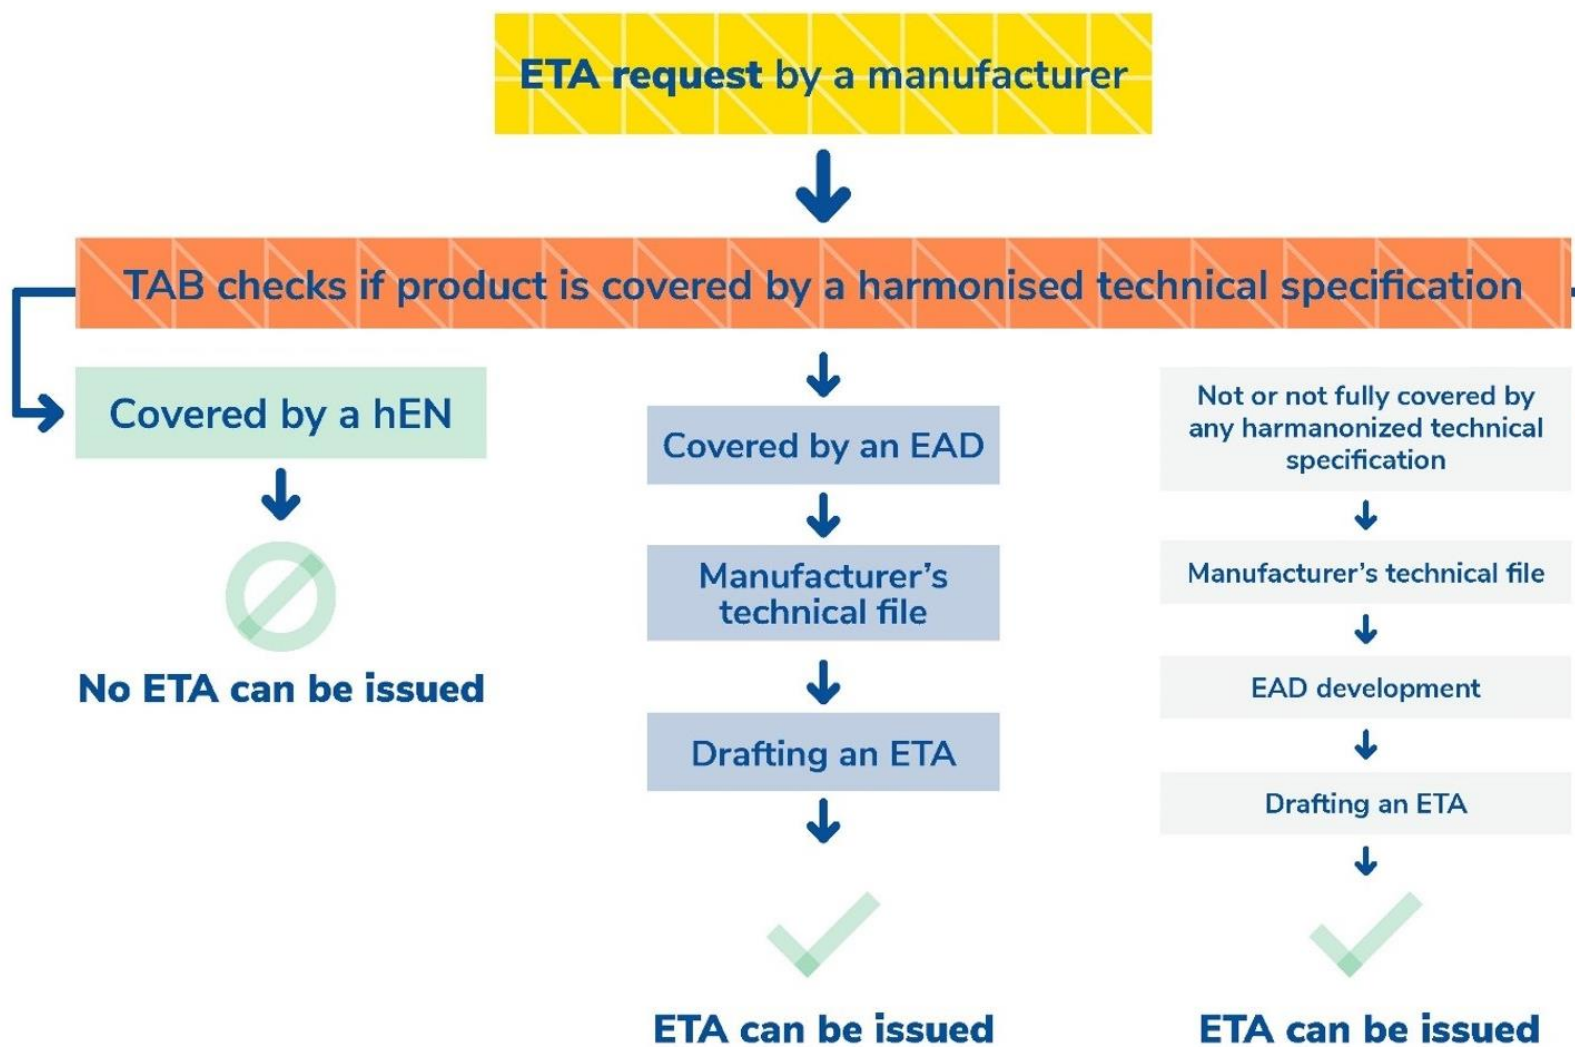 ETA request by a manufacturer
TAB checks if product is covered by a harmonised technical specification
Covered by a hEN
No ETA can be issued
Covered by an EAD
Manufacturer’s
technical file
Drafting an ETA
ETA can be issued
Not or not fully covered by
any harmanonized technical
specification
Manufacturer’s technical file
EAD development
Drafting an ETA
ETA can be issued